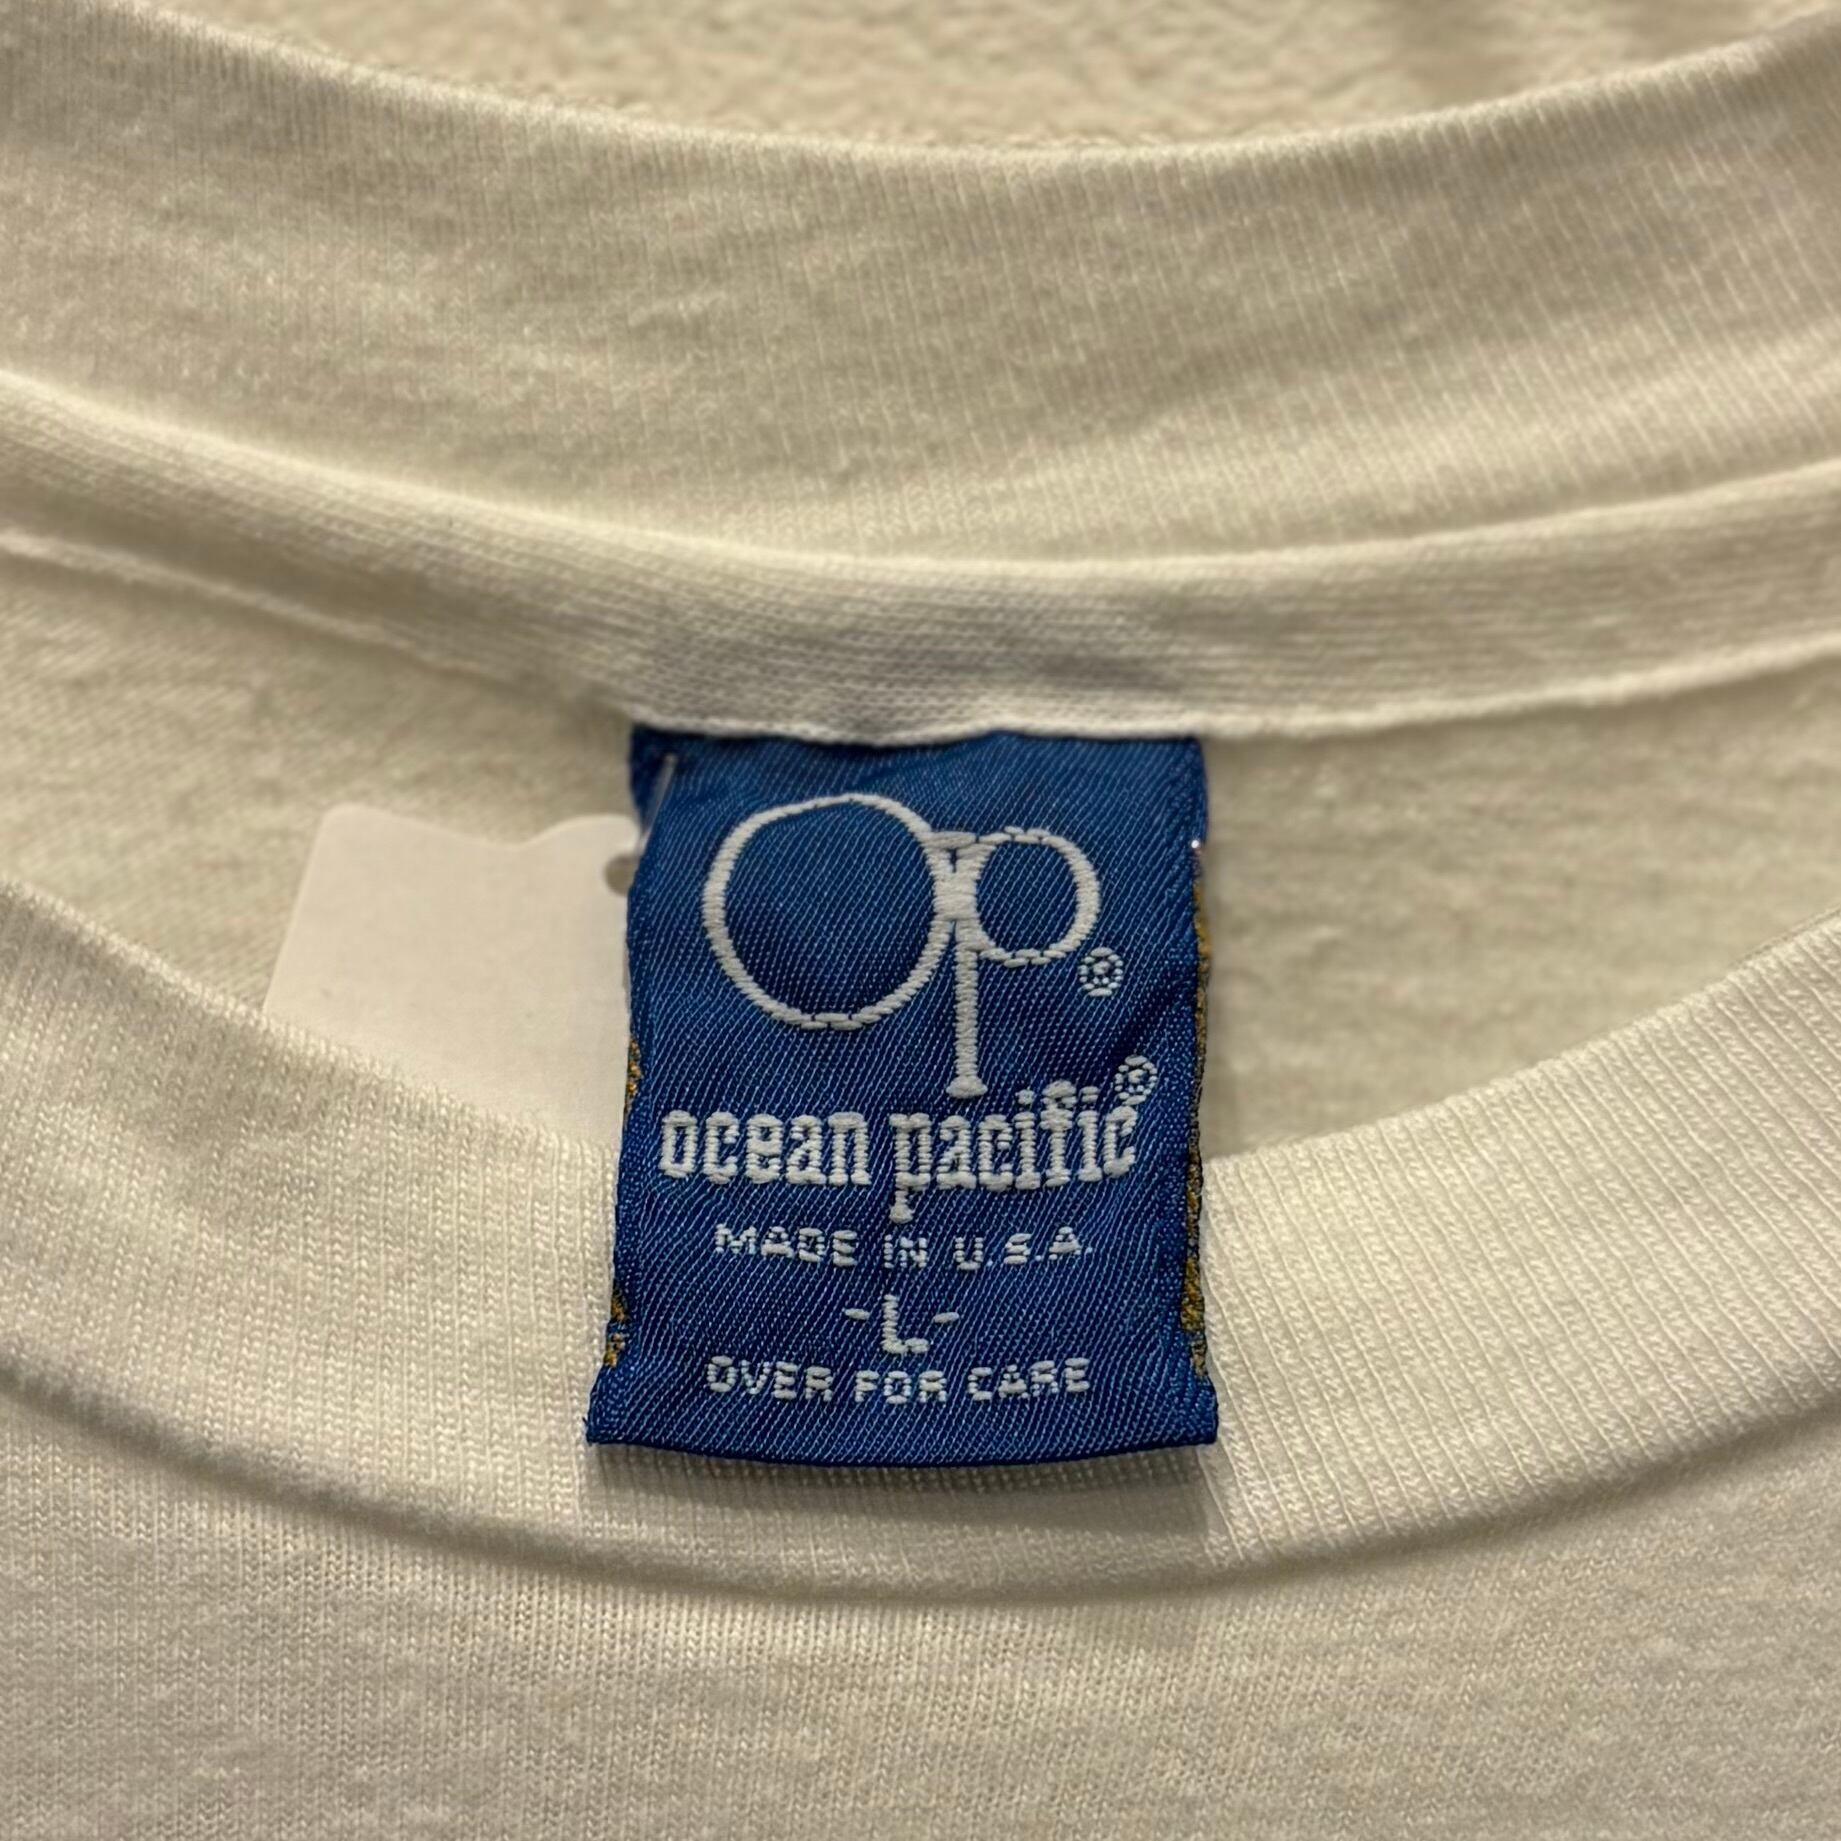 Op®
ocean pacific®
MADE IN U.S.A.
-L-
OVER FOR CARE